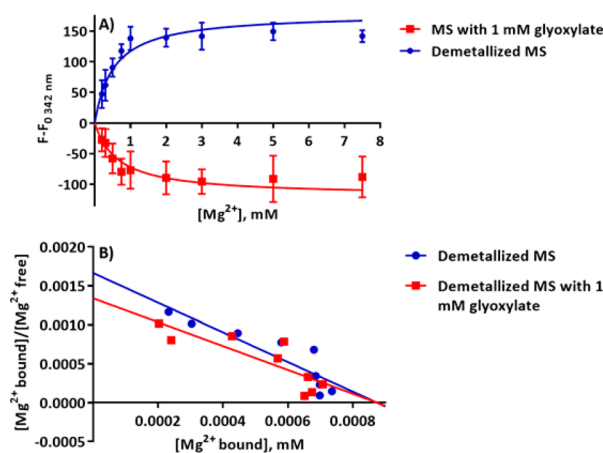 A)
MS with 1 mM glyoxylate
Demetallized MS
150
100
50
0
-50
-100
1 2 3 4 5 6 7 8
F-F0 342 nm
[Mg2+], mM
B)
Demetallized MS
Demetallized MS with 1
mM glyoxylate
0.0020
0.0015
0.0010
0.0005
0.0000
-0.0005
0.0002 0.0004 0.0006 0.0008
[Mg2+ bound]/[Mg2+ free]
[Mg2+ bound], mM